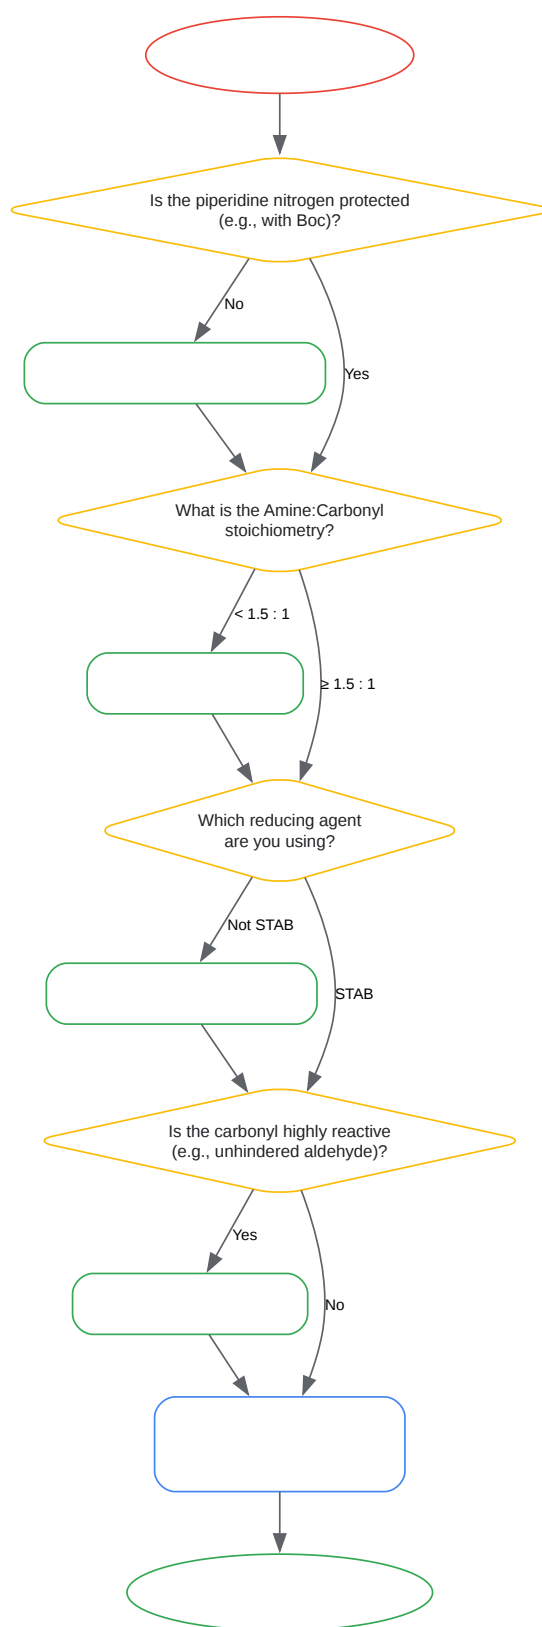 Is the piperidine nitrogen protected
(e.g., with Boc)?
No
Yes
What is the Amine:Carbonyl
stoichiometry?
< 1.5 : 1
≥ 1.5 : 1
Which reducing agent
are you using?
Not STAB
STAB
Is the carbonyl highly reactive
(e.g., unhindered aldehyde)?
Yes
No